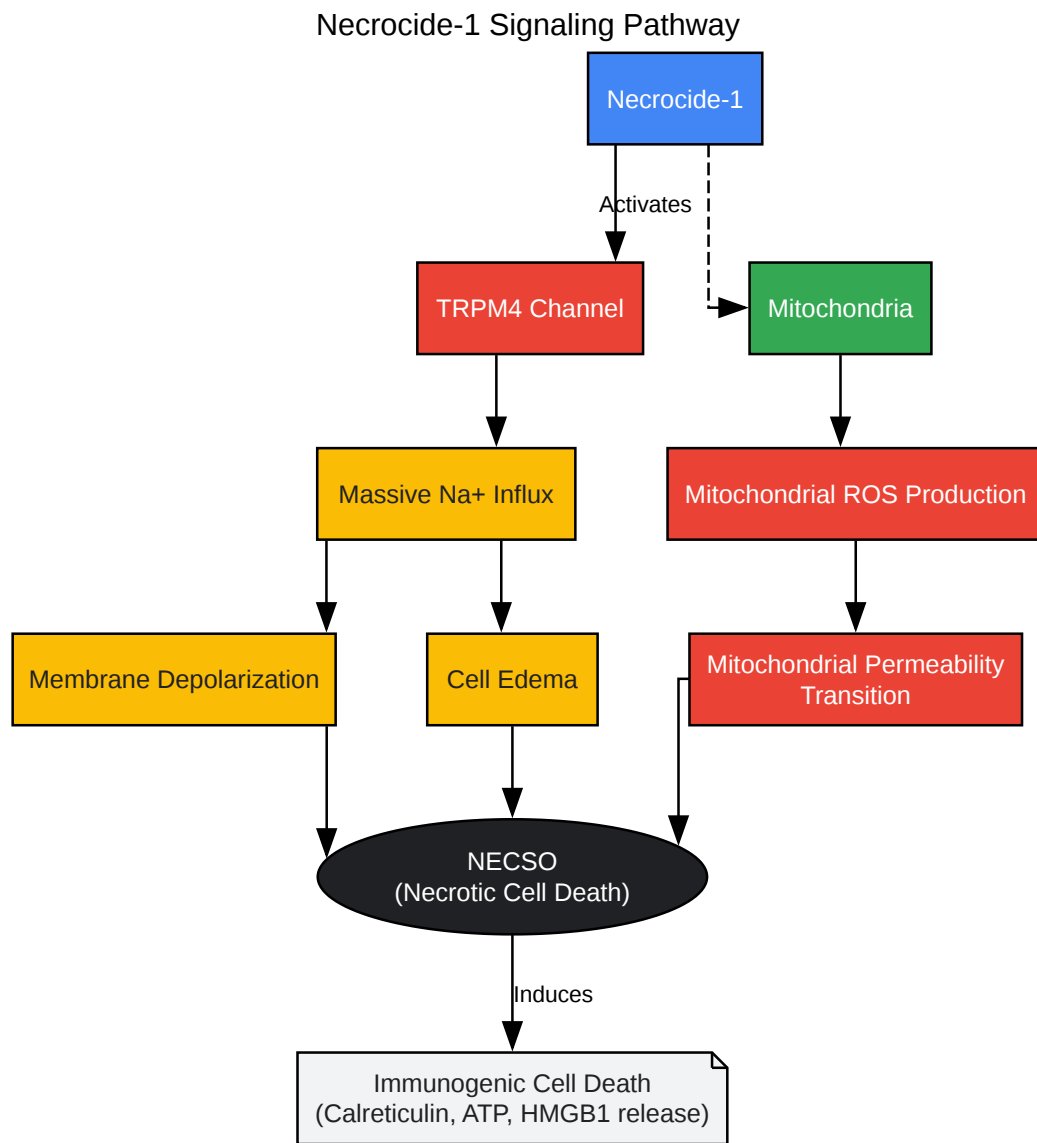 Necrocide-1 Signaling Pathway
Necrocide-1
Activates
TRPM4 Channel
Mitochondria
Massive Na+ Influx
Mitochondrial ROS Production
Membrane Depolarization
Cell Edema
Mitochondrial Permeability
Transition
NECSO
(Necrotic Cell Death)
Induces
Immunogenic Cell Death
(Calreticulin, ATP, HMGB1 release)